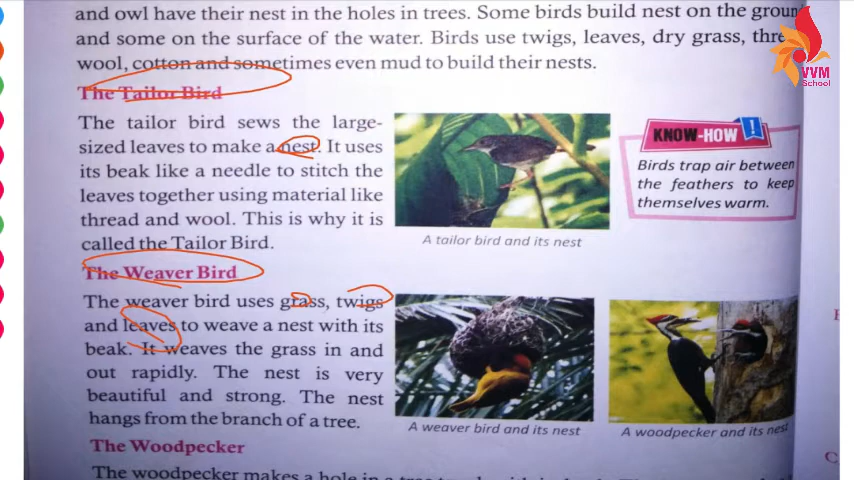 and owl have their nest in the holes in trees. Some birds build nest on the ground
and some on the surface of the water. Birds use twigs, leaves, dry grass,
wool, cotton and sometimes even mud to build their nests.
VVM
School
The Tailor Bird
The tailor bird sews the large-
sized leaves to make a nest. It uses
its beak like a needle to stitch the
leaves together using material like
thread and wool. This is why it is
called the Tailor Bird.
A tailor bird and its nest
KNOW-HOW !
Birds trap air between
the feathers to keep
themselves warm.
The Weaver Bird
The weaver bird uses grass, twigs
and leaves to weave a nest with its
beak. It weaves the grass in and
out rapidly. The nest is very
beautiful and strong. The nest
hangs from the branch of a tree.
A weaver bird and its nest
A woodpecker and its nest
The Woodpecker
The woodpecker makes a hole in a tree